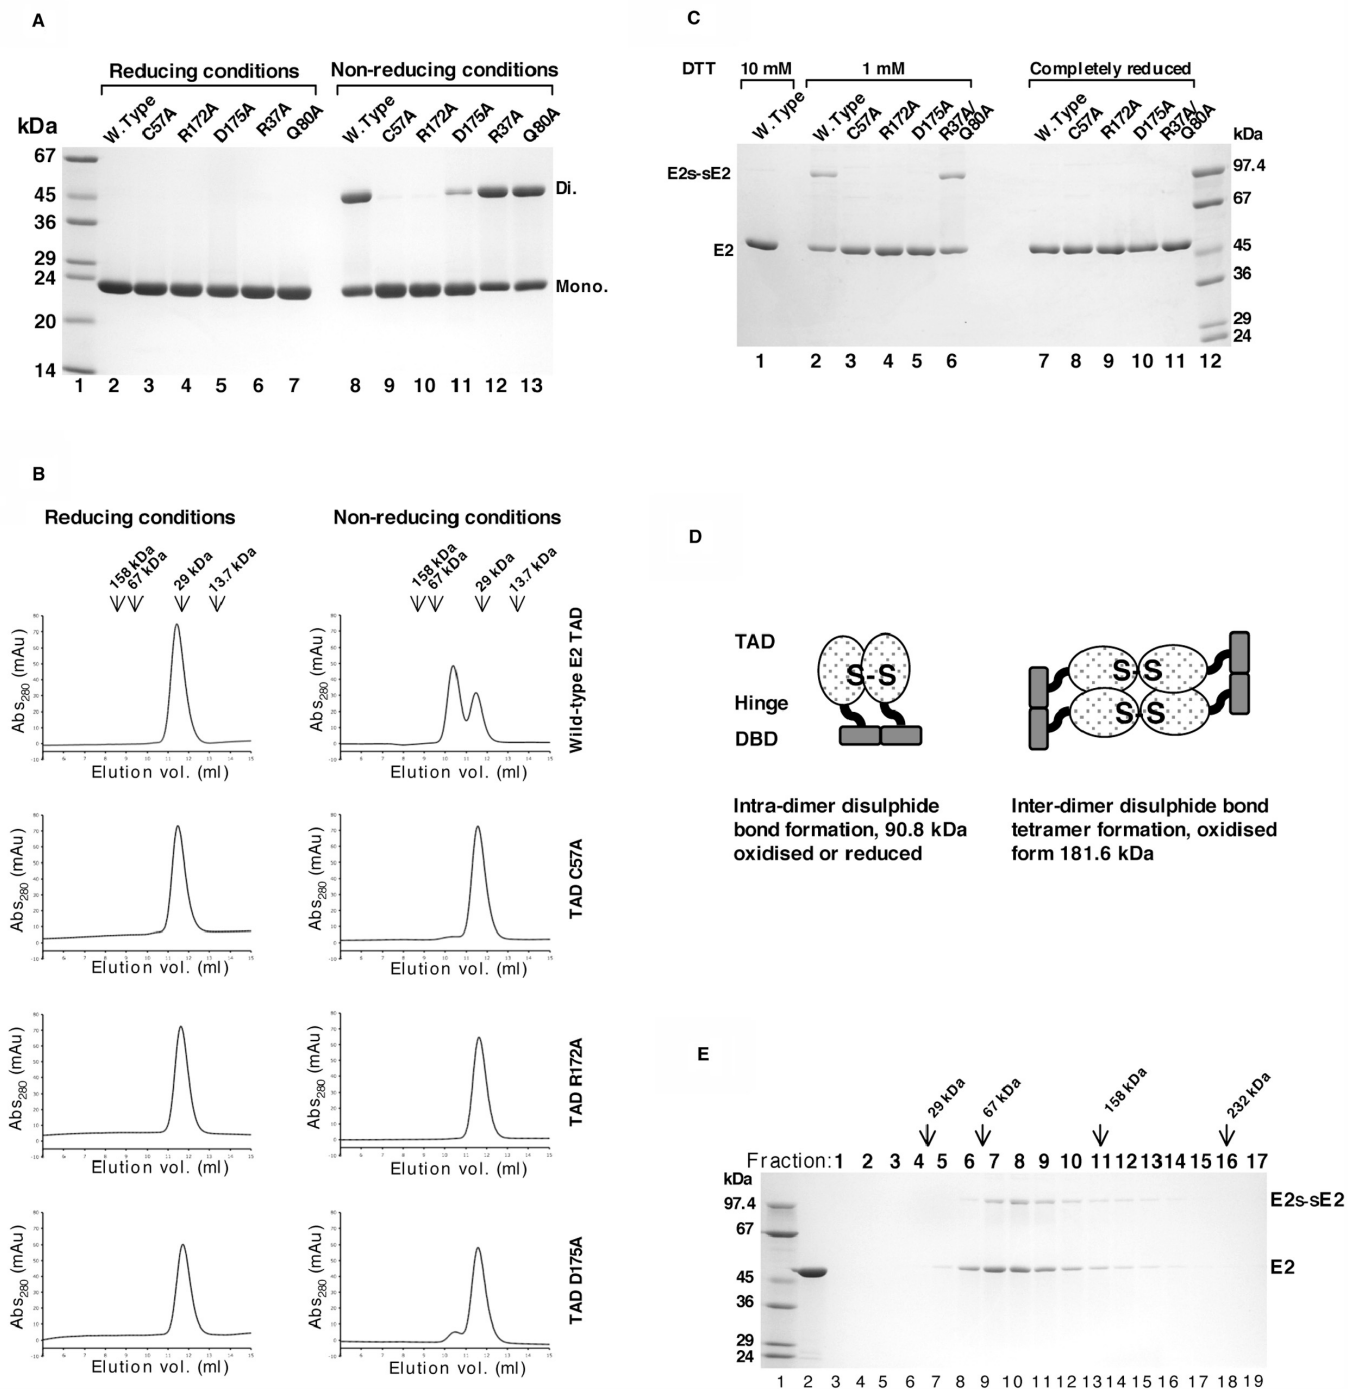 A
Reducing conditions
Non-reducing conditions
kDa
W. Type
C57A
R172A
D175A
R37A
Q80A
W. Type
C57A
R172A
D175A
R37A
Q80A
67
45
36
29
24
20
14
Di.
Mono.
1 2 3 4 5 6 7 8 9 10 11 12 13
B
Reducing conditions
Non-reducing conditions
158 kDa
67 kDa
29 kDa
13.7 kDa
158 kDa
67 kDa
29 kDa
13.7 kDa
Abs280 (mAu)
Elution vol. (ml)
Abs280 (mAu)
Elution vol. (ml)
Wild-type E2 TAD
Abs280 (mAu)
Elution vol. (ml)
Abs280 (mAu)
Elution vol. (ml)
TAD C57A
Abs280 (mAu)
Elution vol. (ml)
Abs280 (mAu)
Elution vol. (ml)
TAD R172A
Abs280 (mAu)
Elution vol. (ml)
Abs280 (mAu)
Elution vol. (ml)
TAD D175A
C
DTT
10 mM
1 mM
Completely reduced
W. Type
W. Type
C57A
R172A
D175A
R37A/
Q80A
W. Type
C57A
R172A
D175A
R37A/
Q80A
kDa
E2s-sE2
E2
97.4
67
45
36
29
24
1 2 3 4 5 6 7 8 9 10 11 12
D
TAD
Hinge
DBD
S-S
S-S
S-S
Intra-dimer disulphide
bond formation, 90.8 kDa
oxidised or reduced
Inter-dimer disulphide bond
tetramer formation, oxidised
form 181.6 kDa
E
29 kDa
67 kDa
158 kDa
232 kDa
Fraction: 1 2 3 4 5 6 7 8 9 10 11 12 13 14 15 16 17
kDa
97.4
67
45
36
29
24
E2s-sE2
E2
1 2 3 4 5 6 7 8 9 10 11 12 13 14 15 16 17 18 19